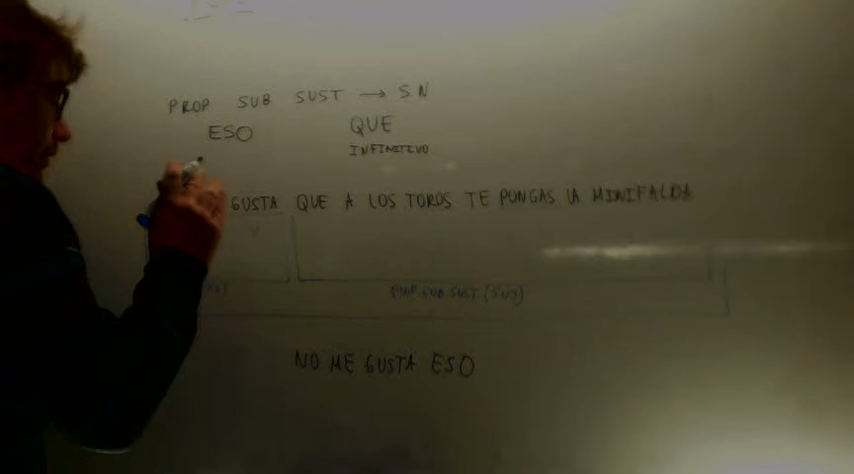 PROP SUB SUST → SN
ESO QUE
INFINITIVO
GUSTA QUE A LOS TOROS TE PONGAS LA MINIFALDA
V
PROP SUB SUST (SUJ)
NO ME GUSTA ESO